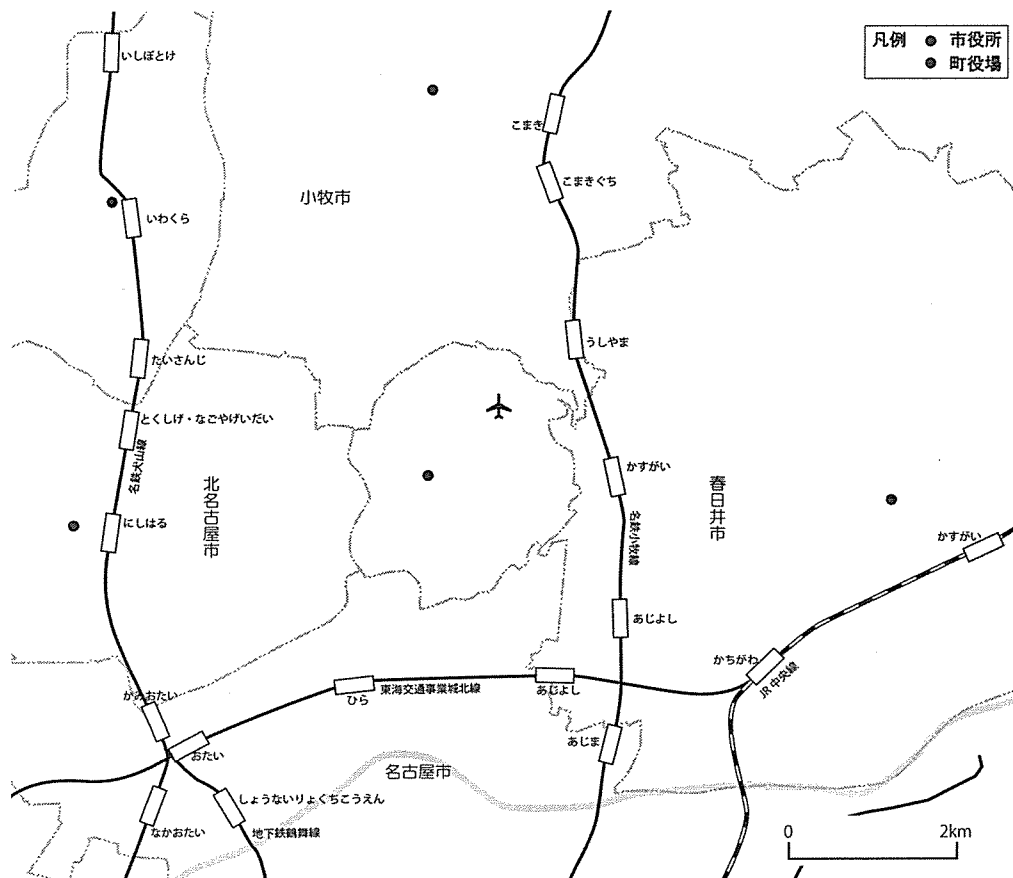 凡例 ● 市役所
● 町役場
いしぼとけ
こまき
こまきぐち
小牧市
いわくら
うしやま
たいさんじ
とくしげ・なごやげいだい
名鉄犬山線
かすがい
北名古屋市
春日井市
にしはる
名鉄小牧線
かすがい
あじよし
かちがわ
JR中央線
かみおたい
ひら
東海交通事業城北線
あじよし
おたい
あじま
名古屋市
しょうないりょくちこうえん
なかおたい
地下鉄鶴舞線
0 2km